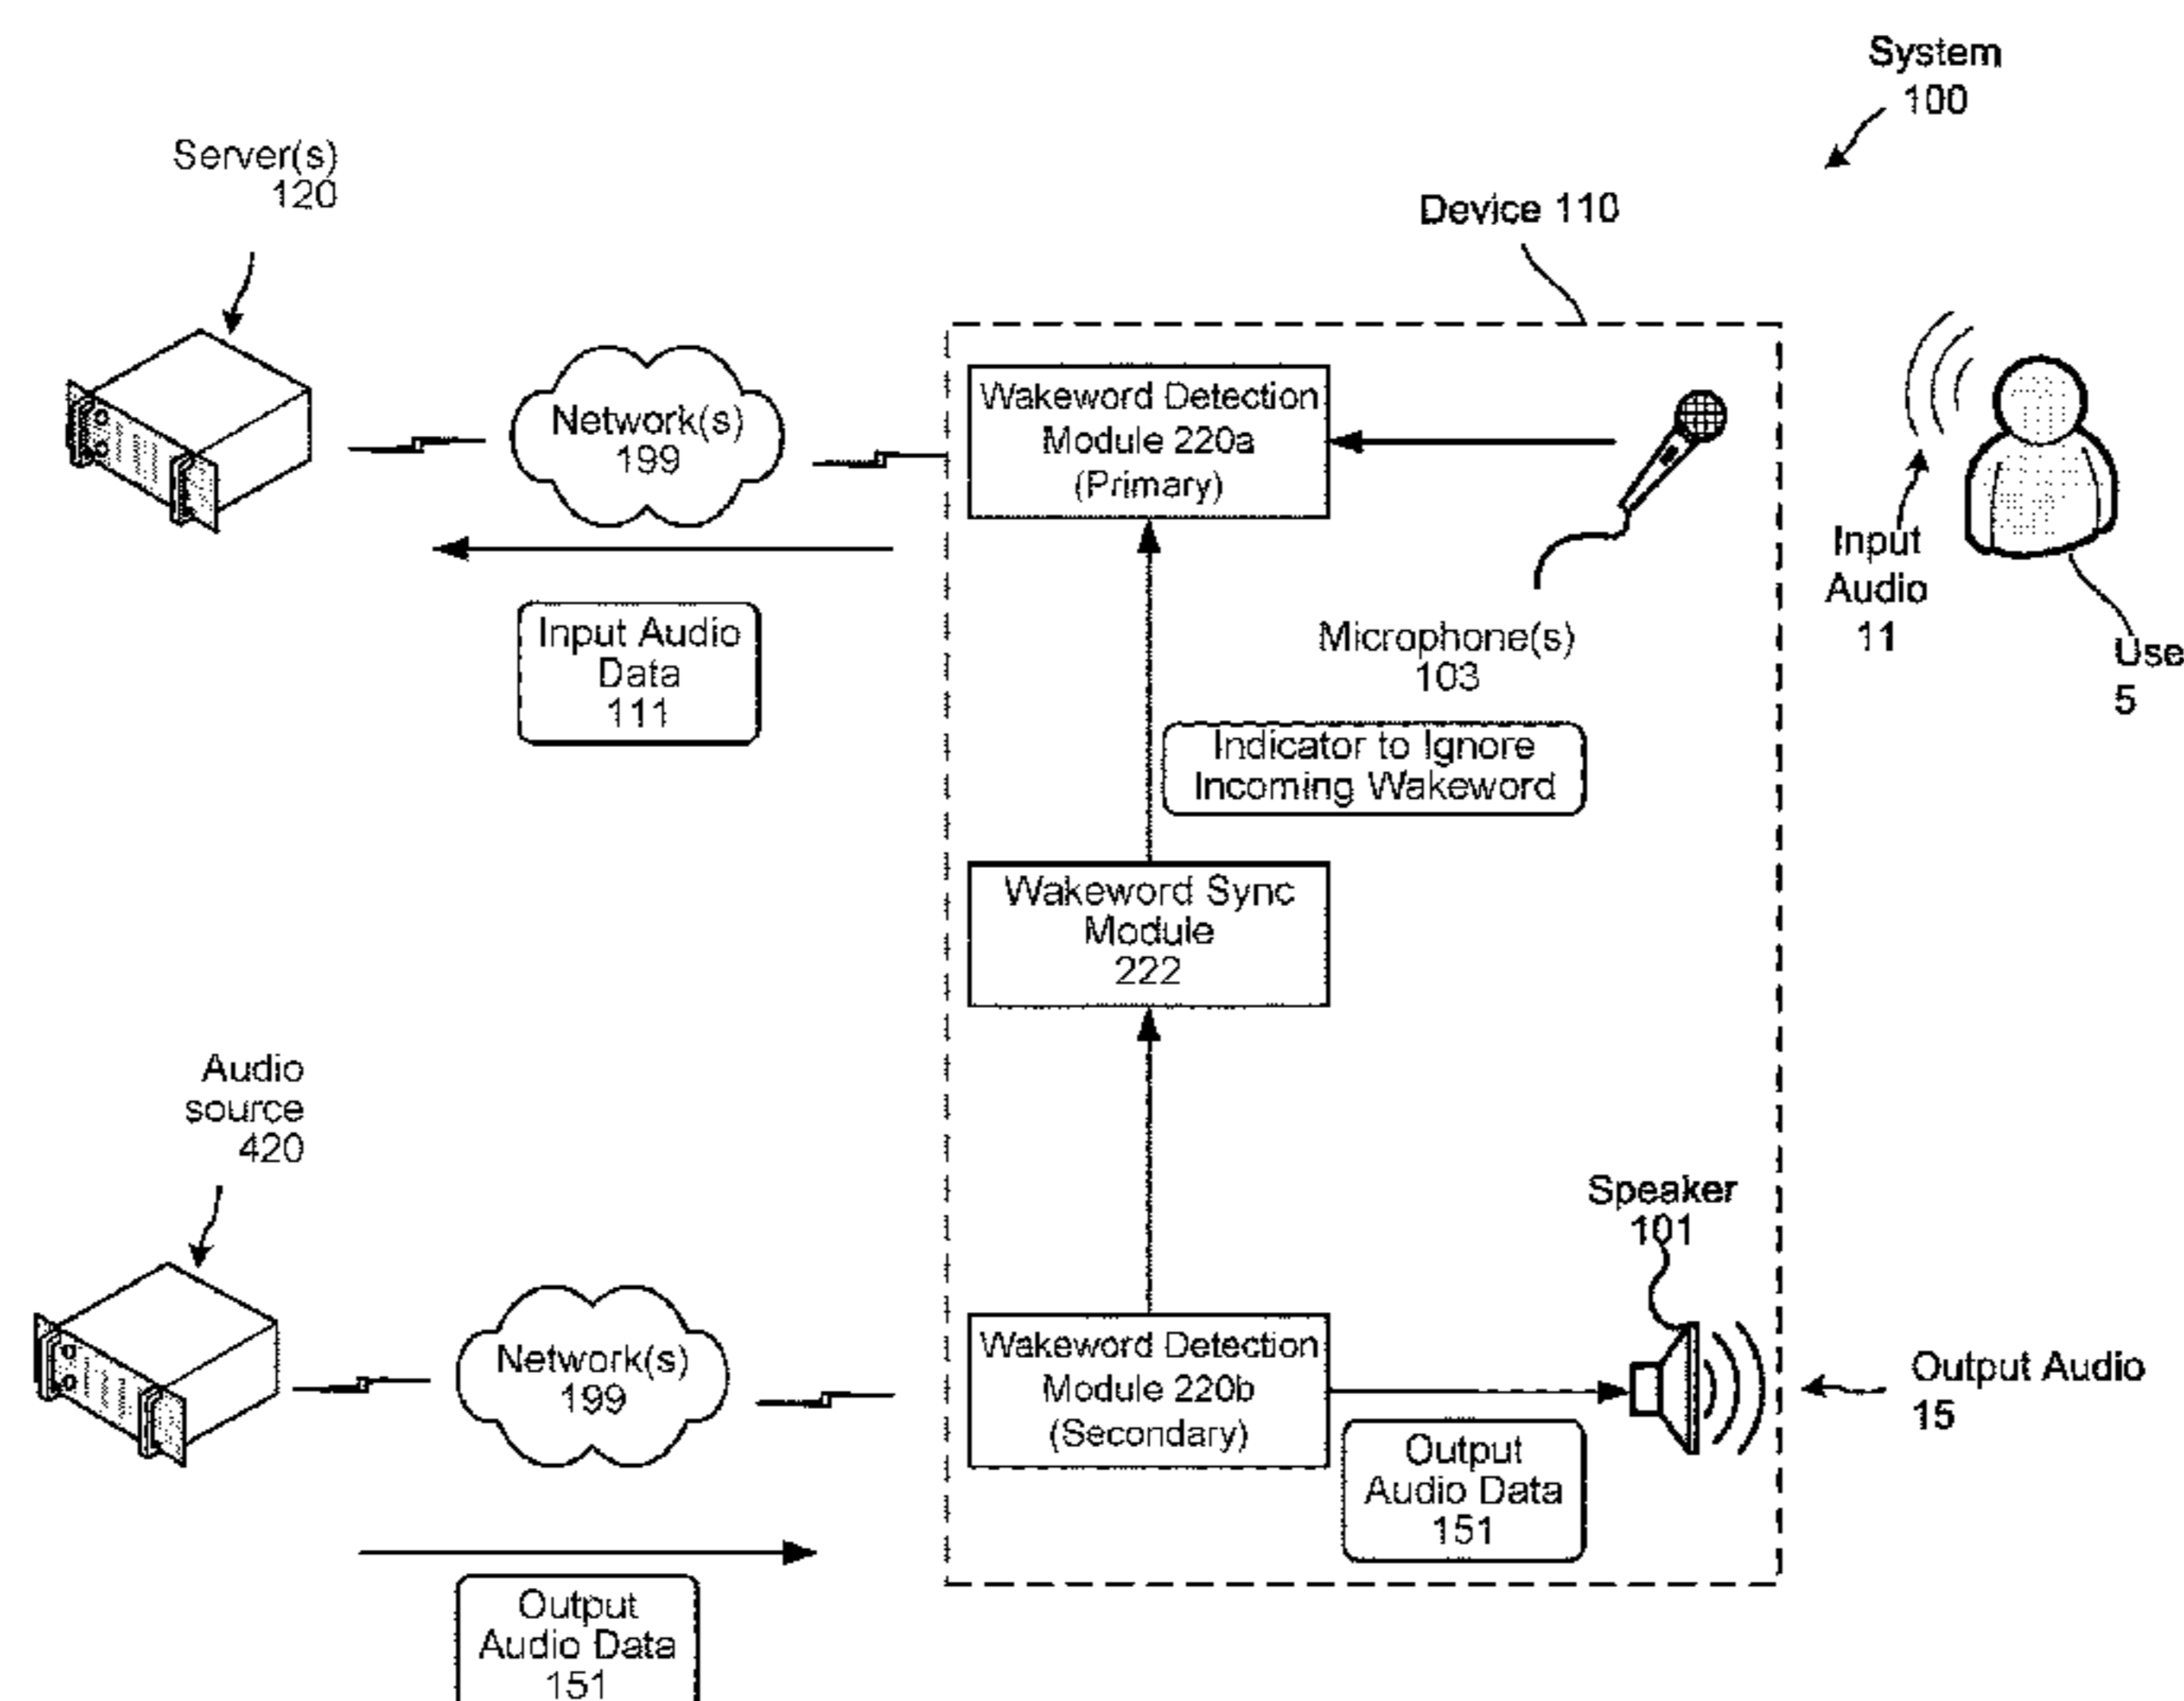 System
100
Server(s)
120
Device 110
Wakeword Detection
Module 220a
(Primary)
Network(s)
199
Input
Audio
11
Input Audio
Data
111
Microphone(s)
103
Use
5
Indicator to Ignore
Incoming Wakeword
Wakeword Sync
Module
222
Audio
source
420
Speaker
101
Wakeword Detection
Module 220b
(Secondary)
Network(s)
199
Output Audio
15
Output
Audio Data
151
Output
Audio Data
151